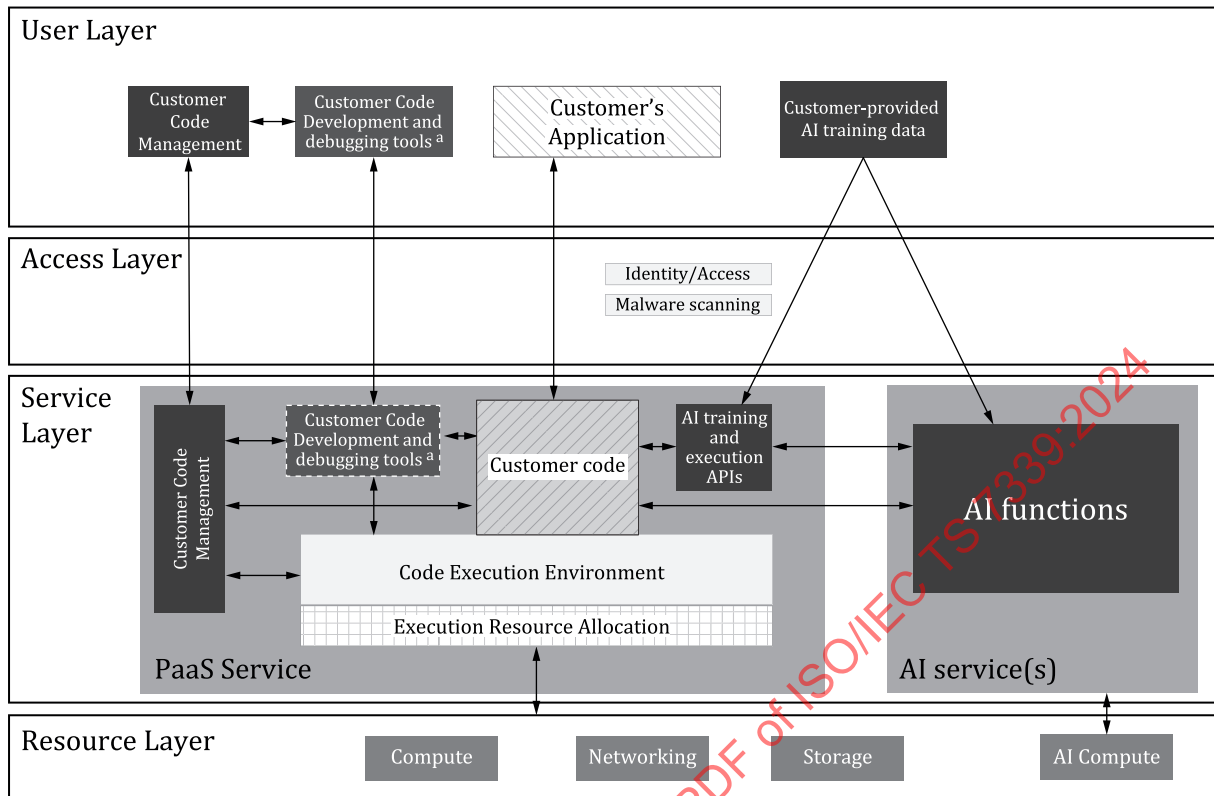 User Layer
Customer
Code
Management
Customer Code
Development and
debugging tools a
Customer's
Application
Customer-provided
AI training data
Access Layer
Identity/Access
Malware scanning
Service
Layer
Customer Code
Management
Customer Code
Development and
debugging tools a
Customer code
AI training
and
execution
APIs
AI functions
Code Execution Environment
Execution Resource Allocation
PaaS Service
AI service(s)
Resource Layer
Compute
Networking
Storage
AI Compute
PDF of ISO/IEC TS 7339:2024